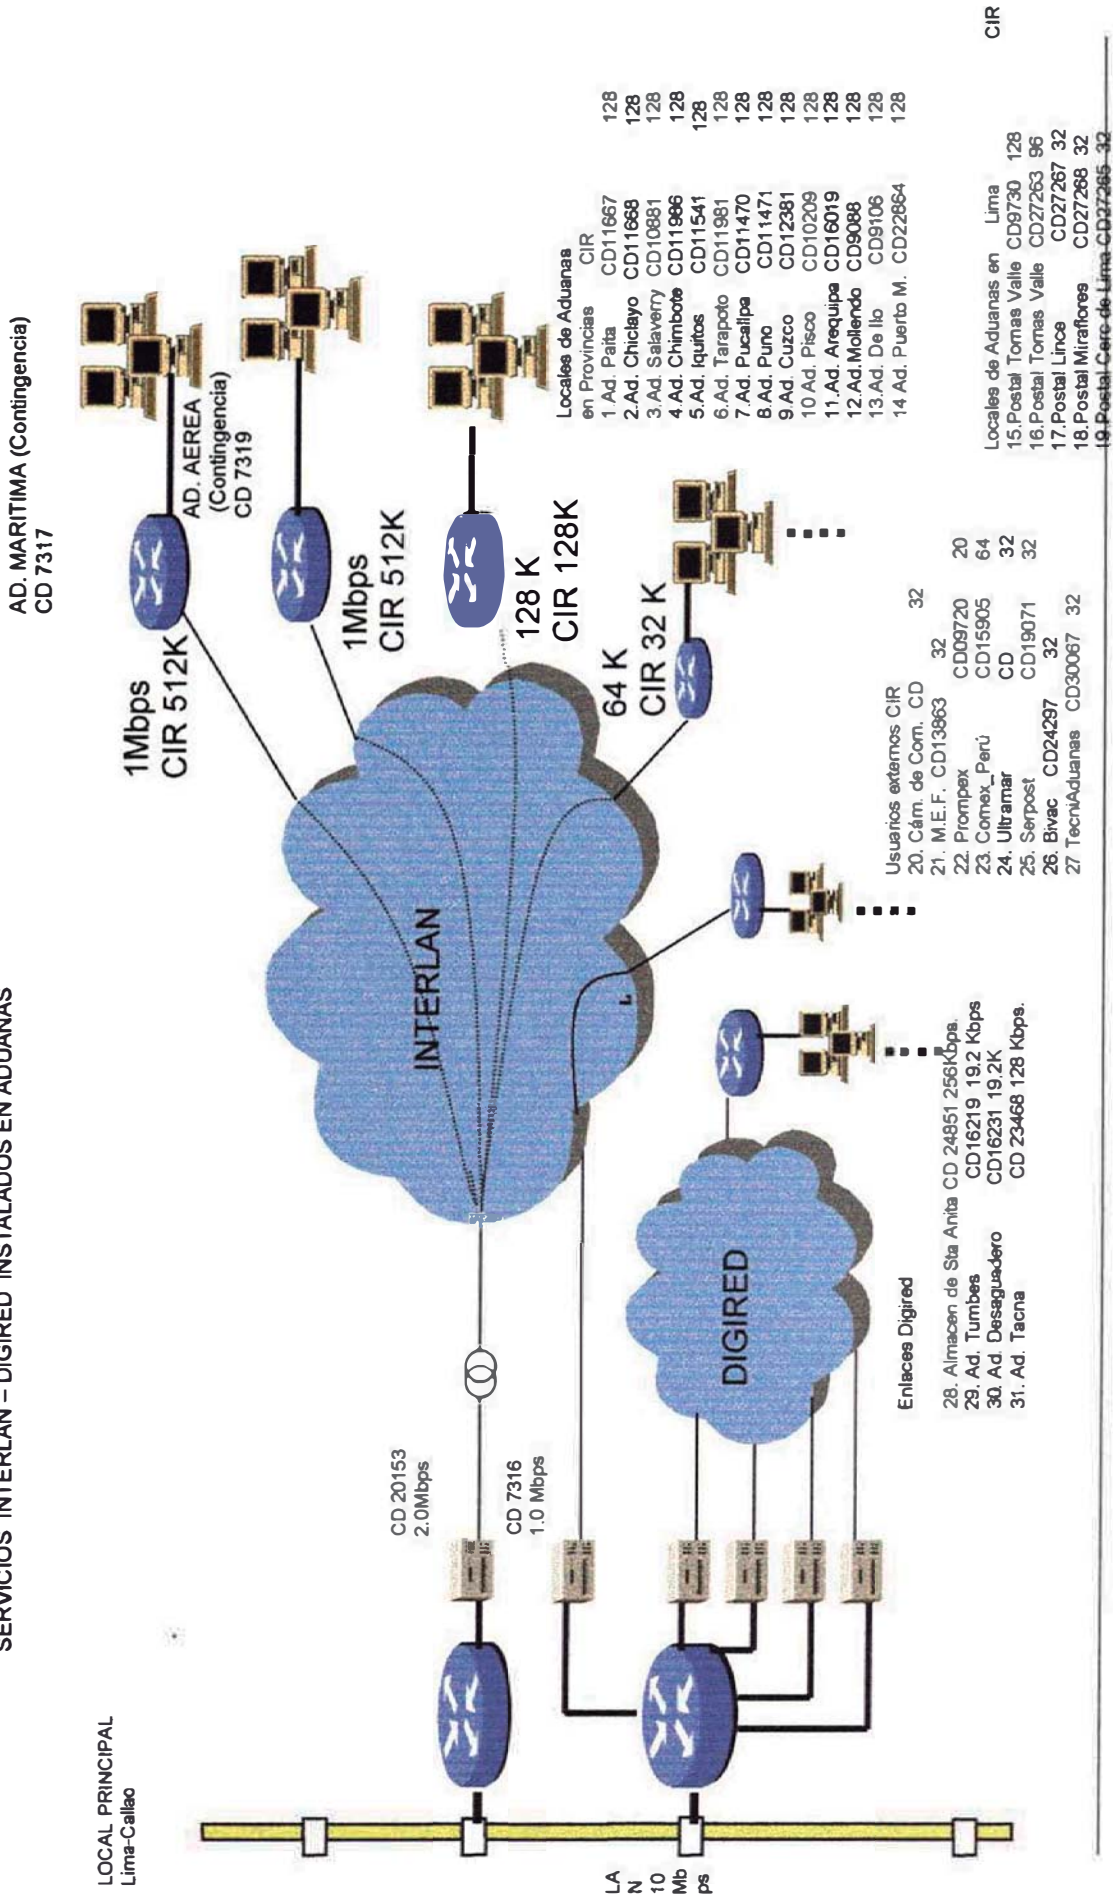 SERVICIOS INTERLAN – DIGIRED INSTALADOS EN ADUANAS
LOCAL PRINCIPAL
Lima-Callao
AD. MARITIMA (Contingencia)
CD 7317
1Mbps
CIR 512K
AD. AEREA
(Contingencia)
CD 7319
1Mbps
CIR 512K
128 K
CIR 128K
64 K
CIR 32 K
INTERLAN
CD 20153
2.0Mbps
CD 7316
1.0 Mbps
DIGIRED
L
LA
N
10
Mb
ps
Locales de Aduanas
en Provincias CIR
1. Ad. Paita CD11667 128
2.Ad. Chiclayo CD11668 128
3. Ad. Salaverry CD10881 128
4.Ad. Chimbote CD11986 128
5.Ad. Iquitos CD11541 128
6.Ad. Tarapoto CD11981 128
7.Ad. Pucallpa CD11470 128
8.Ad. Puno CD11471 128
9.Ad. Cuzco CD12381 128
10 Ad. Pisco CD10209 128
11.Ad. Arequipa CD16019 128
12.Ad.Mollendo CD9088 128
13.Ad. De Ilo CD9106 128
14 Ad. Puerto M. CD22864 128
CIR
Locales de Aduanas en Lima
15.Postal Tomas Valle CD9730 128
16.Postal Tomas Valle CD27263 96
17.Postal Lince CD27267 32
18.Postal Miraflores CD27268 32
19.Postal Cerc de Lima CD27265 32
Usuarios externos CIR
20. Cám. de Com. CD 32
21. M.E.F. CD13863 32
22. Prompex CD09720 20
23. Comex_Perú CD15905 64
24. Ultramar CD 32
25. Serpost CD19071 32
26. Bivac CD24297 32
27 TecniAduanas CD30067 32
Enlaces Digired
28. Almacen de Sta Anita CD 24851 256Kbps.
29. Ad. Tumbes CD16219 19.2 Kbps
30. Ad. Desaguadero CD16231 19.2K
31. Ad. Tacna CD 23468 128 Kbps.